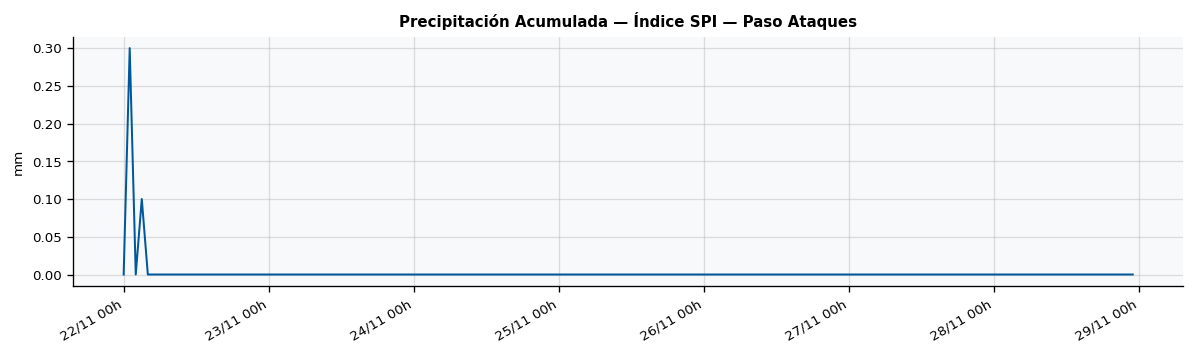 Precipitación Acumulada — Índice SPI — Paso Ataques
mm
0.30
0.25
0.20
0.15
0.10
0.05
0.00
22/11 00h
23/11 00h
24/11 00h
25/11 00h
26/11 00h
27/11 00h
28/11 00h
29/11 00h